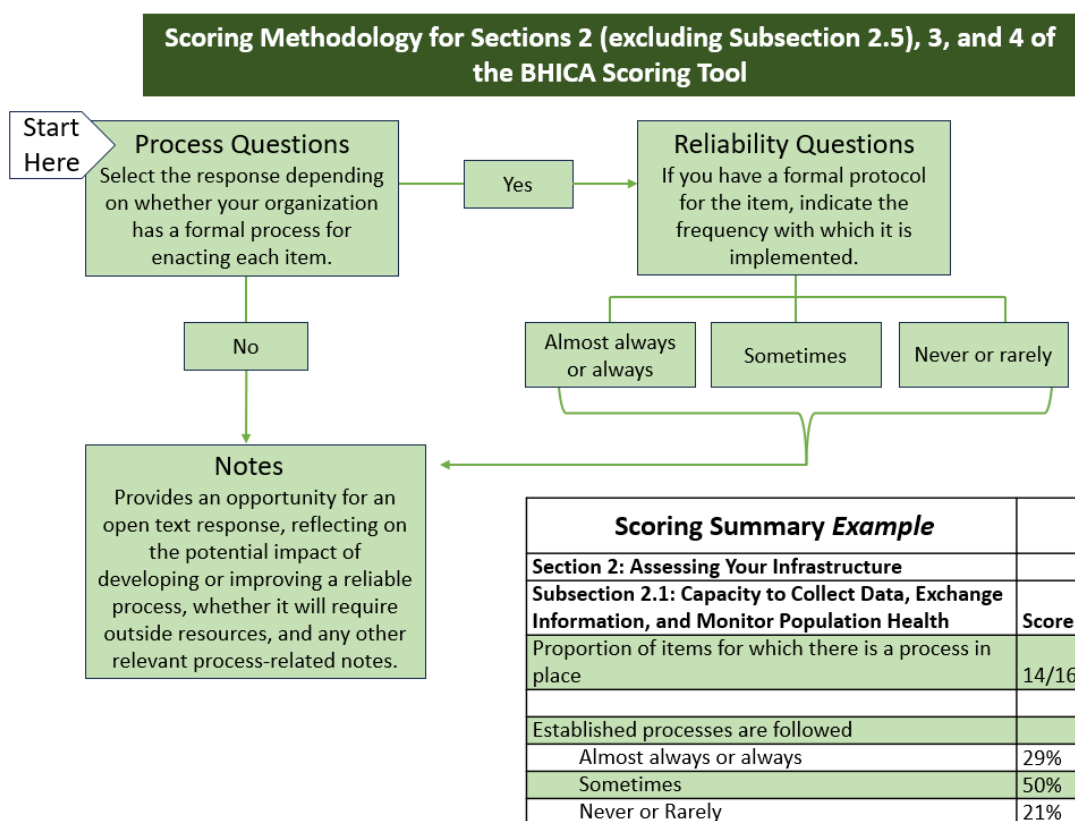 Scoring Methodology for Sections 2 (excluding Subsection 2.5), 3, and 4 of
the BHICA Scoring Tool
Start
Here
Process Questions
Select the response depending
on whether your organization
has a formal process for
enacting each item.
Yes
Reliability Questions
If you have a formal protocol
for the item, indicate the
frequency with which it is
implemented.
No
Almost always
or always
Sometimes
Never or rarely
Notes
Provides an opportunity for an
open text response, reflecting on
the potential impact of
developing or improving a reliable
process, whether it will require
outside resources, and any other
relevant process-related notes.
Scoring Summary Example
Section 2: Assessing Your Infrastructure
Subsection 2.1: Capacity to Collect Data, Exchange
Information, and Monitor Population Health Score
Proportion of items for which there is a process in
place 14/16
Established processes are followed
Almost always or always 29%
Sometimes 50%
Never or Rarely 21%